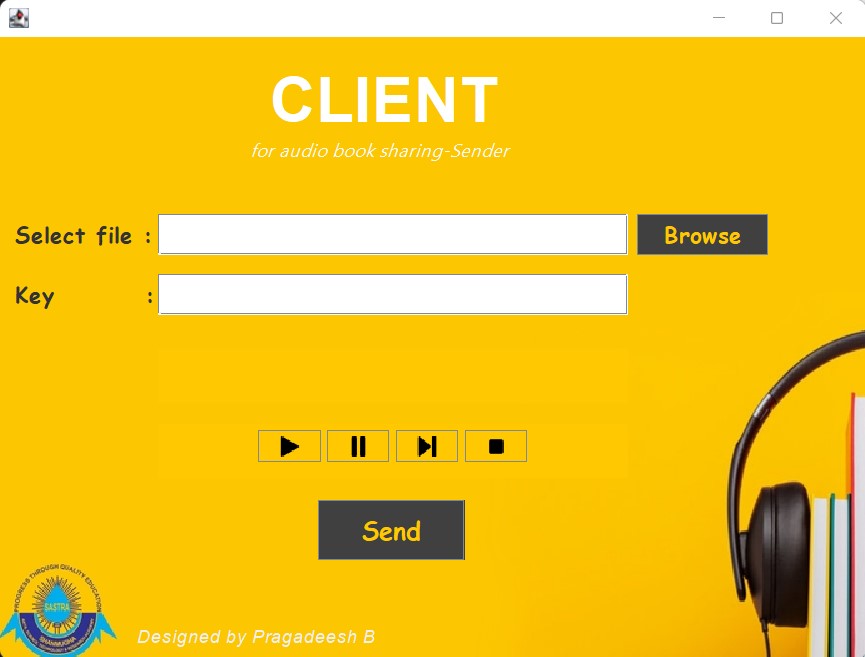 CLIENT
for audio book sharing-Sender
Select file :
Browse
Key :
Send
PROGRESS THROUGH QUALITY EDUCATION
SASTRA
SHANMUGHA
Designed by Pragadeesh B